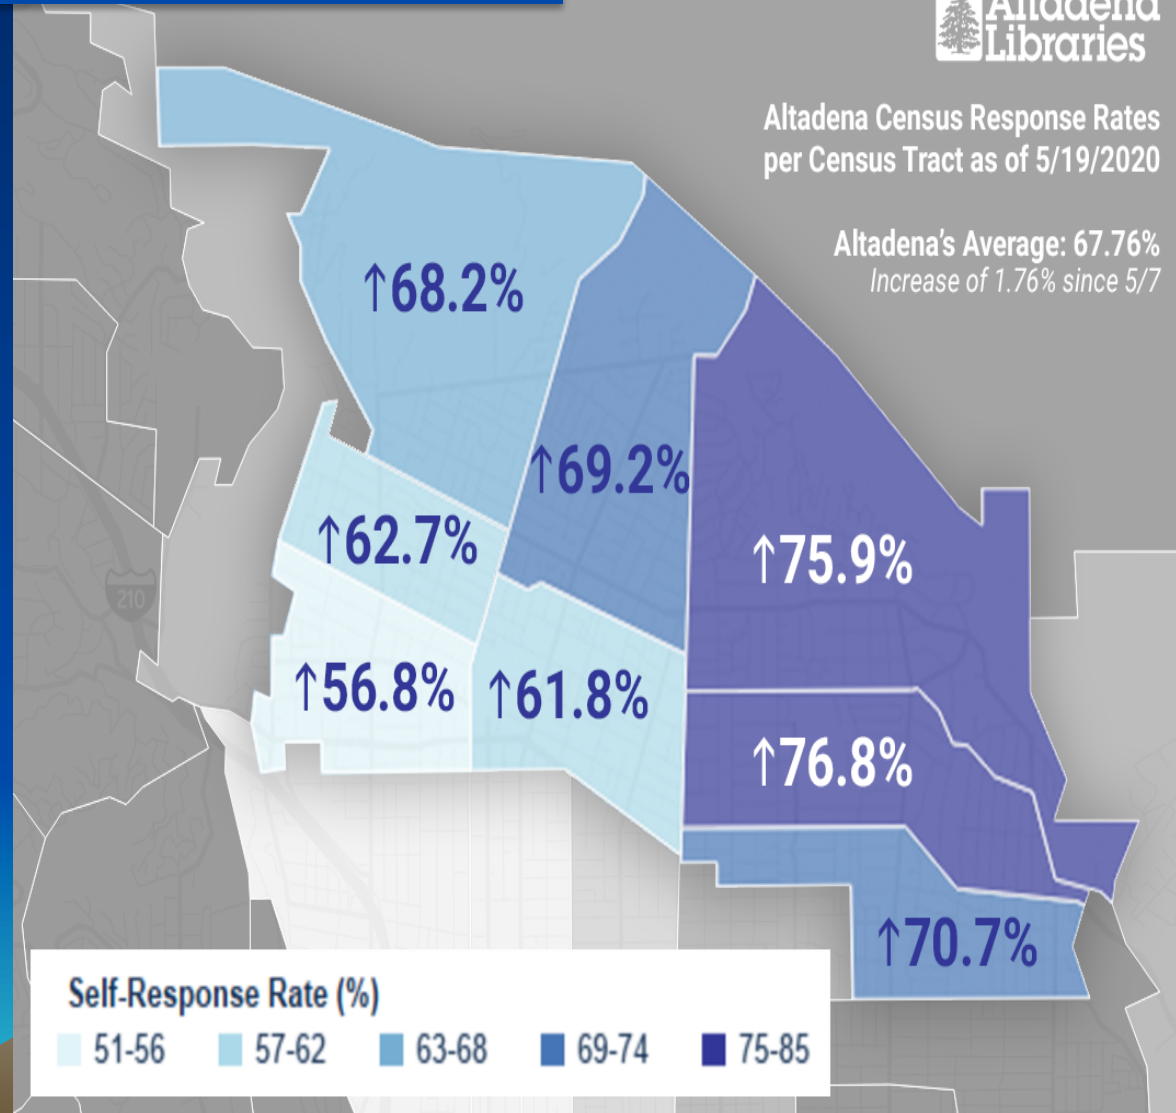 Altadena
Libraries
Altadena Census Response Rates
per Census Tract as of 5/19/2020
Altadena's Average: 67.76%
Increase of 1.76% since 5/7
↑68.2%
↑69.2%
↑62.7%
↑75.9%
↑56.8%
↑61.8%
↑76.8%
↑70.7%
210
Self-Response Rate (%)
51-56
57-62
63-68
69-74
75-85